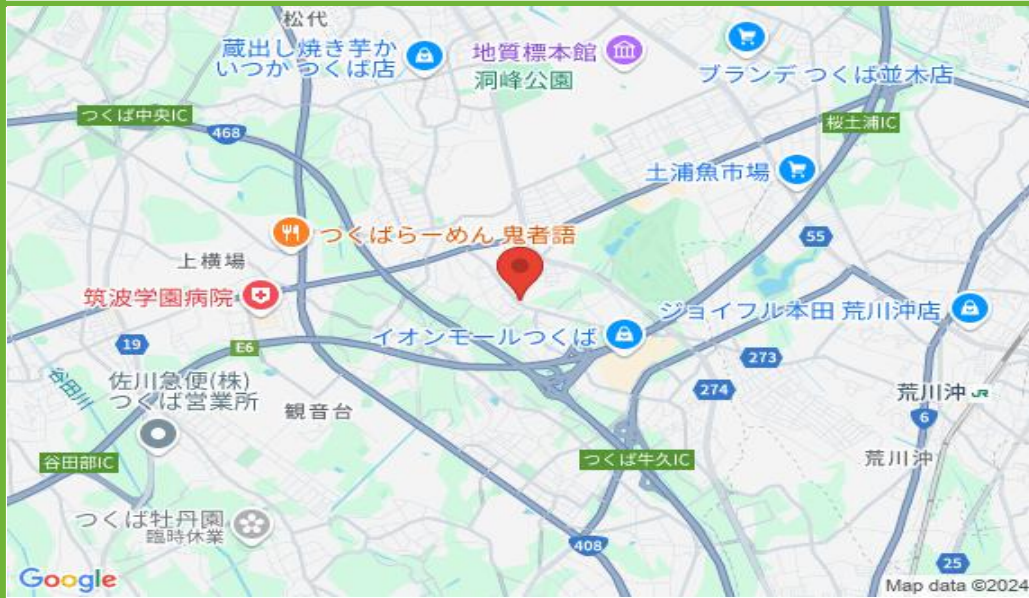 松代
蔵出し焼き芋か
いつか つくば店
地質標本館
洞峰公園
ブランデ つくば並木店
つくば中央IC
468
桜土浦IC
土浦魚市場
つくばらーめん 鬼者語
55
上横場
筑波学園病院
ジョイフル本田 荒川沖店
イオンモールつくば
19
E6
273
谷田川
佐川急便(株)
つくば営業所
観音台
274
荒川沖 JR
6
谷田部IC
つくば牛久IC
荒川沖
つくば牡丹園
臨時休業
408
25
Google
Map data ©2024